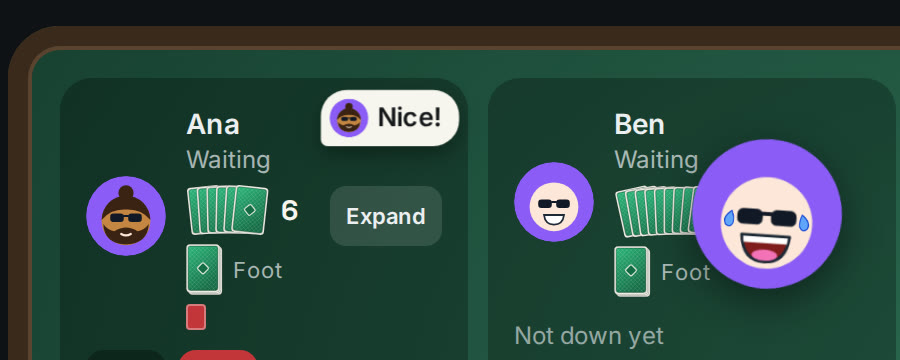 Ana
Nice!
Waiting
6
Expand
Foot
Ben
Waiting
Foot
Not down yet